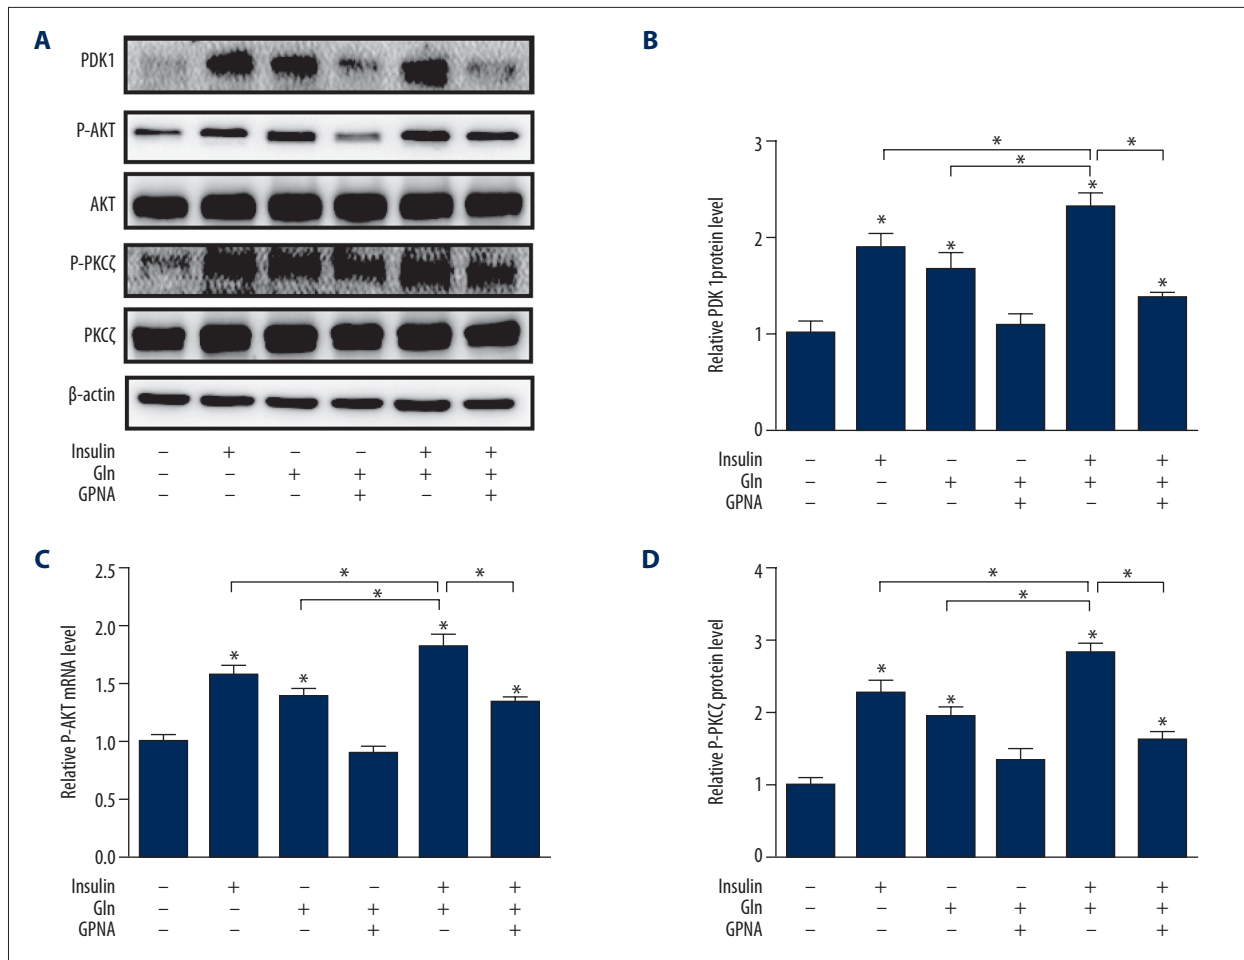 A
PDK1
P-AKT
AKT
P-PKCζ
PKCζ
β-actin
Insulin – + – – + +
Gln – – + + + +
GPNA – – – + – +
B
Relative PDK 1protein level
3
2
1
0
* * *
* * * * *
Insulin – + – – + +
Gln – – + + + +
GPNA – – – + – +
C
Relative P-AKT mRNA level
2.5
2.0
1.5
1.0
0.5
0.0
* * *
* * * *
Insulin – + – – + +
Gln – – + + + +
GPNA – – – + – +
D
Relative P-PKCζ protein level
4
3
2
1
0
* * *
* * * *
Insulin – + – – + +
Gln – – + + + +
GPNA – – – + – +